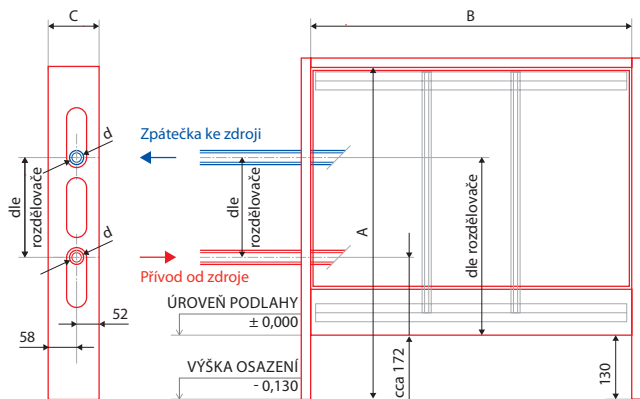 C
B
d
Zpátečka ke zdroji
dle
rozdělovače
dle
rozdělovače
A
dle rozdělovače
d
Přívod od zdroje
ÚROVEŇ PODLAHY
± 0,000
52
58
VÝŠKA OSAZENÍ
- 0,130
cca 172
130